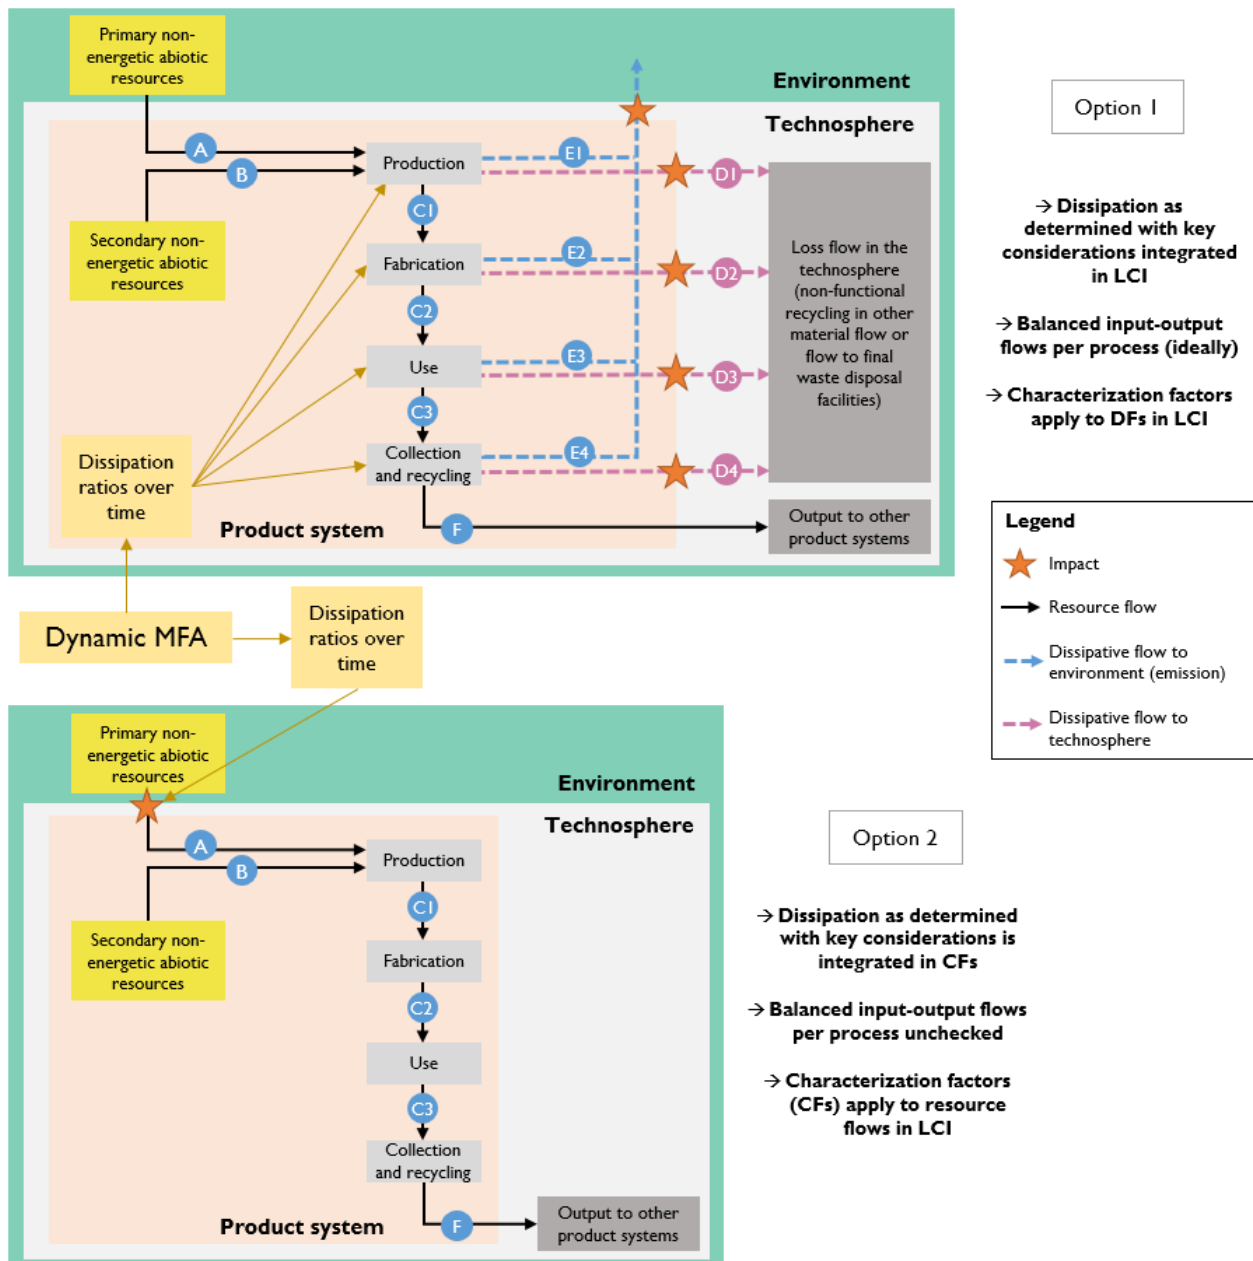 Primary non-
energetic abiotic
resources
Environment
Technosphere
A
B
Production
E1
D1
C1
Secondary non-
energetic abiotic
resources
Fabrication
E2
D2
C2
Use
E3
D3
C3
Collection
and recycling
E4
D4
Loss flow in the
technosphere
(non-functional
recycling in other
material flow or
flow to final
waste disposal
facilities)
Dissipation
ratios over
time
Product system
F
Output to other
product systems
Option 1
→ Dissipation as
determined with key
considerations integrated
in LCI
→ Balanced input-output
flows per process (ideally)
→ Characterization factors
apply to DFs in LCI
Legend
Impact
Resource flow
Dissipative flow to
environment (emission)
Dissipative flow to
technosphere
Dynamic MFA
Dissipation
ratios over
time
Primary non-
energetic abiotic
resources
Environment
Technosphere
A
B
Production
C1
Secondary non-
energetic abiotic
resources
Fabrication
C2
Use
C3
Collection
and recycling
Product system
F
Output to other
product systems
Option 2
→ Dissipation as determined
with key considerations is
integrated in CFs
→ Balanced input-output flows
per process unchecked
→ Characterization factors
(CFs) apply to resource
flows in LCI